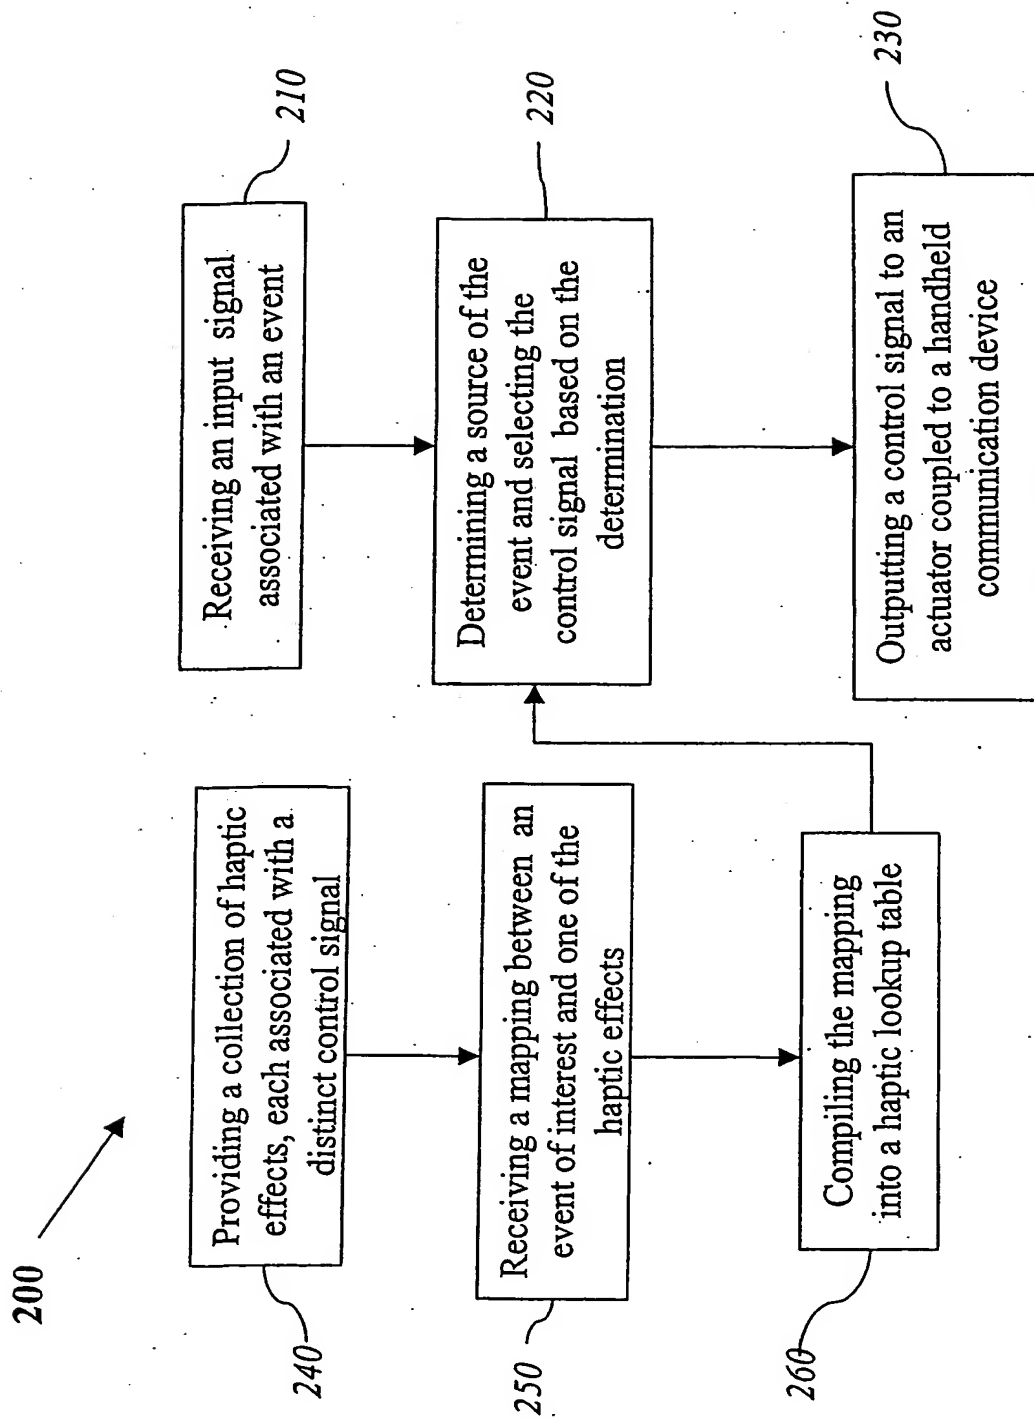 200
240
Providing a collection of haptic
effects, each associated with a
distinct control signal
250
Receiving a mapping between an
event of interest and one of the
haptic effects
260
Compiling the mapping
into a haptic lookup table
210
Receiving an input signal
associated with an event
220
Determining a source of the
event and selecting the
control signal based on the
determination
230
Outputting a control signal to an
actuator coupled to a handheld
communication device